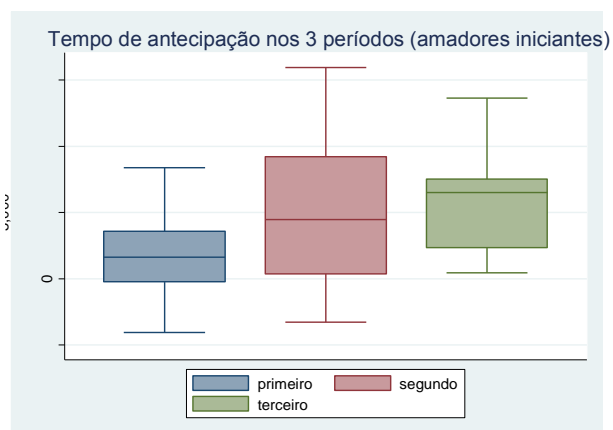 Tempo de antecipação nos 3 períodos (amadores iniciantes)
0
primeiro
segundo
terceiro